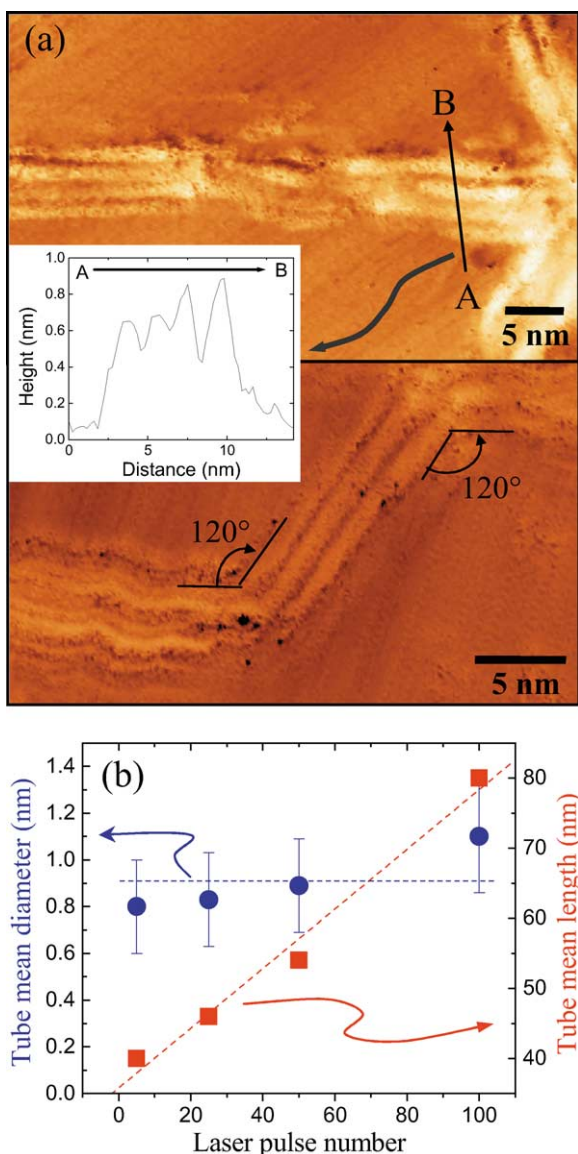 (a)
B
A
5 nm
A B
1.0
0.8
0.6
0.4
0.2
0.0
0 5 10
Height (nm)
Distance (nm)
120°
120°
5 nm
(b)
1.4
1.2
1.0
0.8
0.6
0.4
0.2
0.0
Tube mean diameter (nm)
80
70
60
50
40
Tube mean length (nm)
0 20 40 60 80 100
Laser pulse number